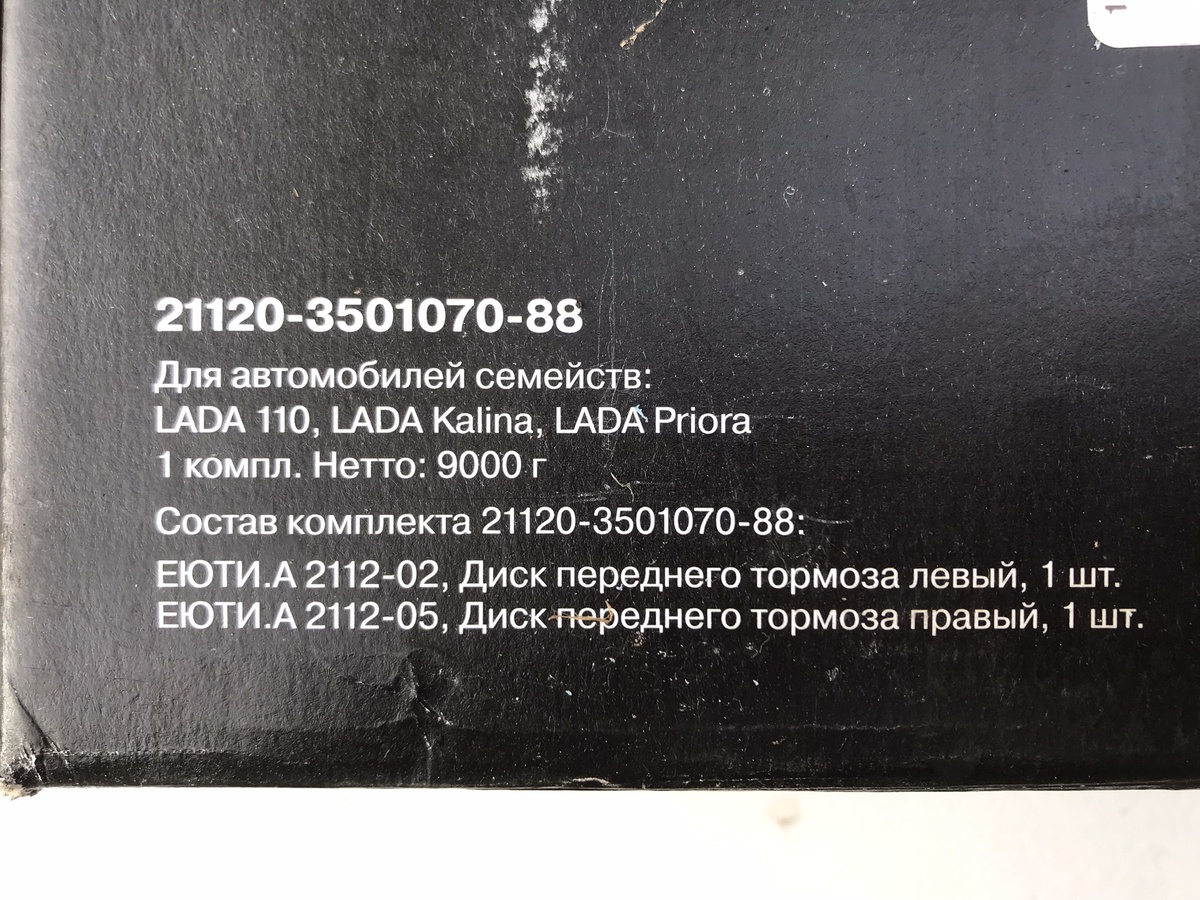 21120-3501070-88
Для автомобилей семейств:
LADA 110, LADA Kalina, LADA Priora
1 компл. Нетто: 9000 г
Состав комплекта 21120-3501070-88:
ЕЮТИ.А 2112-02, Диск переднего тормоза левый, 1 шт.
ЕЮТИ.А 2112-05, Диск переднего тормоза правый, 1 шт.